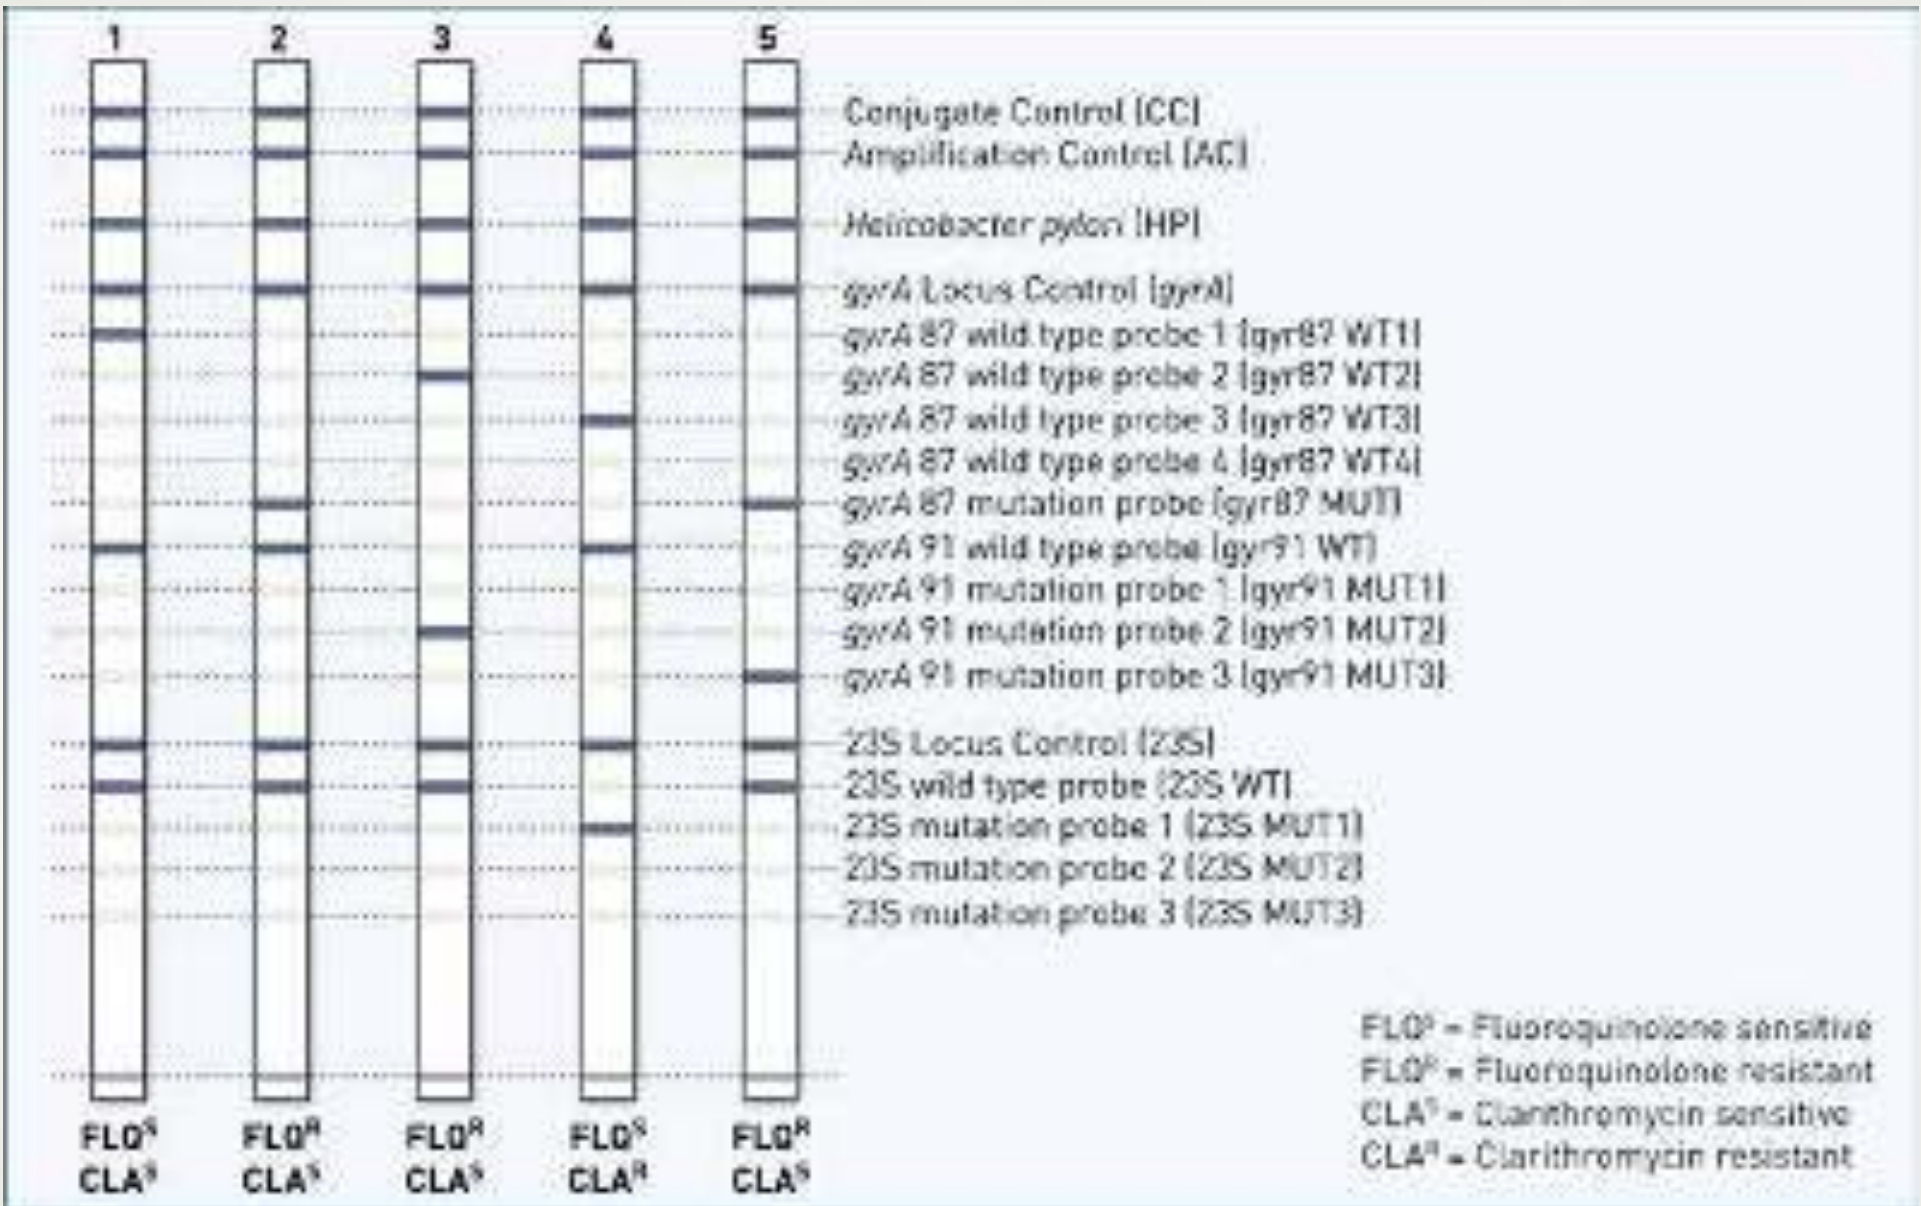 1 2 3 4 5
Conjugate Control (CC)
Amplification Control (AC)
Helicobacter pylori (HP)
gyrA Locus Control (gyrA)
gyrA 87 wild type probe 1 (gyr87 WT1)
gyrA 87 wild type probe 2 (gyr87 WT2)
gyrA 87 wild type probe 3 (gyr87 WT3)
gyrA 87 wild type probe 4 (gyr87 WT4)
gyrA 87 mutation probe (gyr87 MUT)
gyrA 91 wild type probe (gyr91 WT)
gyrA 91 mutation probe 1 (gyr91 MUT1)
gyrA 91 mutation probe 2 (gyr91 MUT2)
gyrA 91 mutation probe 3 (gyr91 MUT3)
23S Locus Control (23S)
23S wild type probe (23S WT)
23S mutation probe 1 (23S MUT1)
23S mutation probe 2 (23S MUT2)
23S mutation probe 3 (23S MUT3)
FLQˢ = Fluoroquinolone sensitive
FLQᴿ = Fluoroquinolone resistant
CLAˢ = Clarithromycin sensitive
CLAᴿ = Clarithromycin resistant
FLQˢ FLQᴿ FLQᴿ FLQˢ FLQᴿ
CLAˢ CLAˢ CLAˢ CLAᴿ CLAˢ